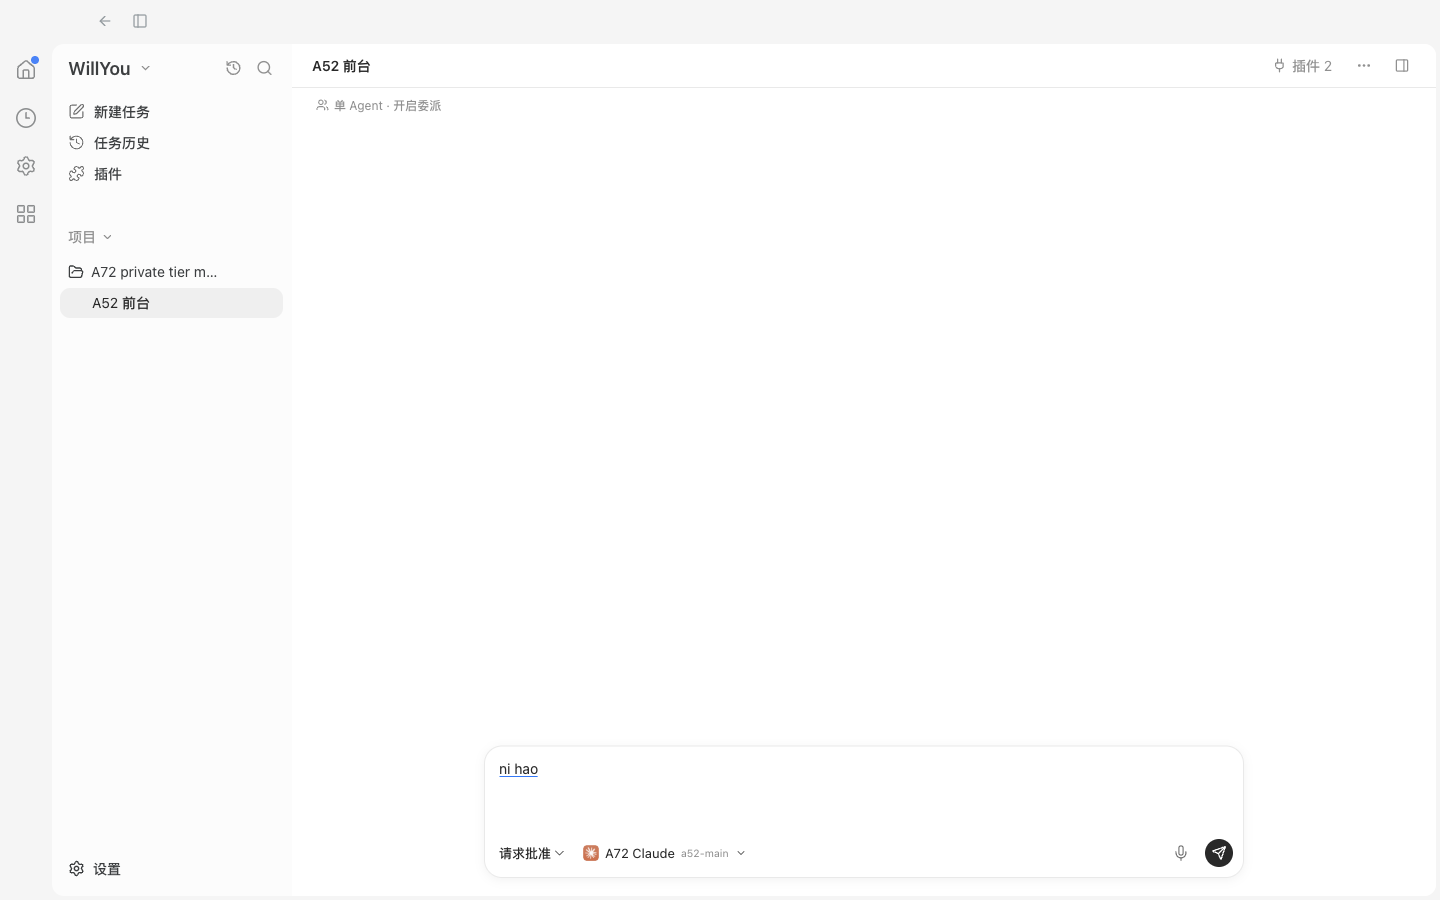 WillYou
新建任务
任务历史
插件
项目
A72 private tier m...
A52 前台
设置
A52 前台
插件 2
单 Agent · 开启委派
ni hao
请求批准
A72 Claude a52-main